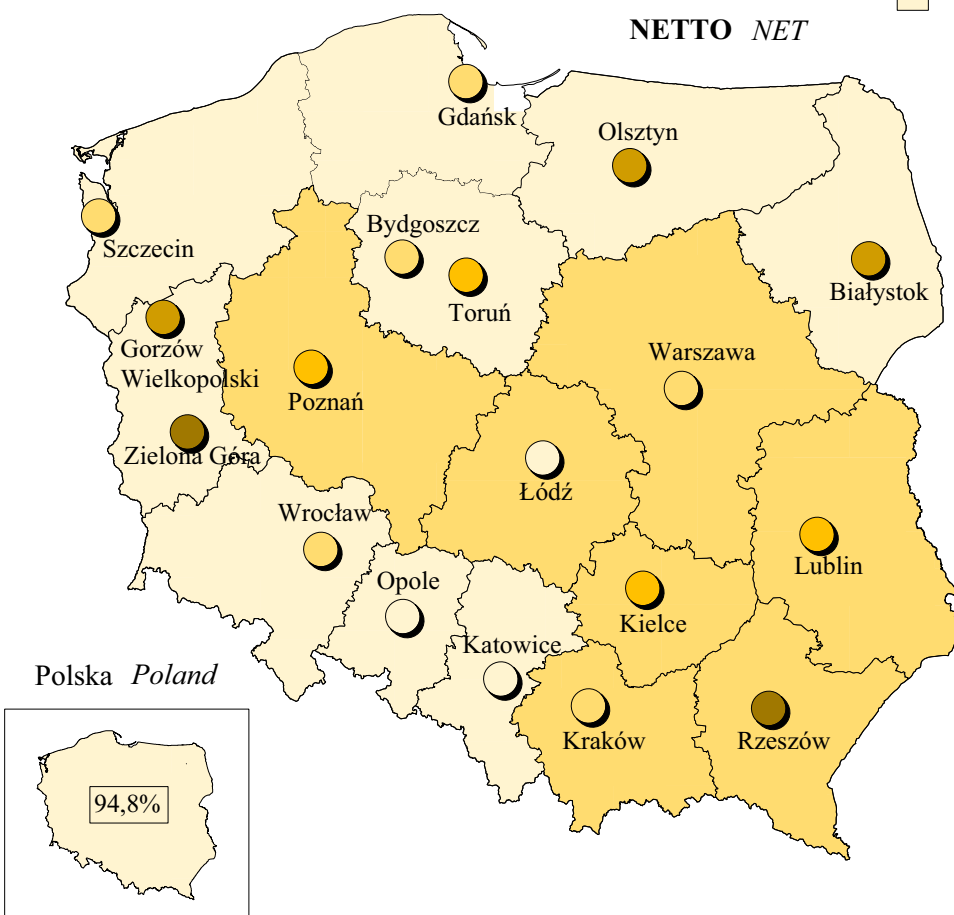 NETTO NET
Gdańsk
Olsztyn
Bydgoszcz
Szczecin
Toruń
Białystok
Gorzów
Wielkopolski
Warszawa
Poznań
Zielona Góra
Łódź
Wrocław
Lublin
Opole
Kielce
Katowice
Polska Poland
Kraków
Rzeszów
94,8%